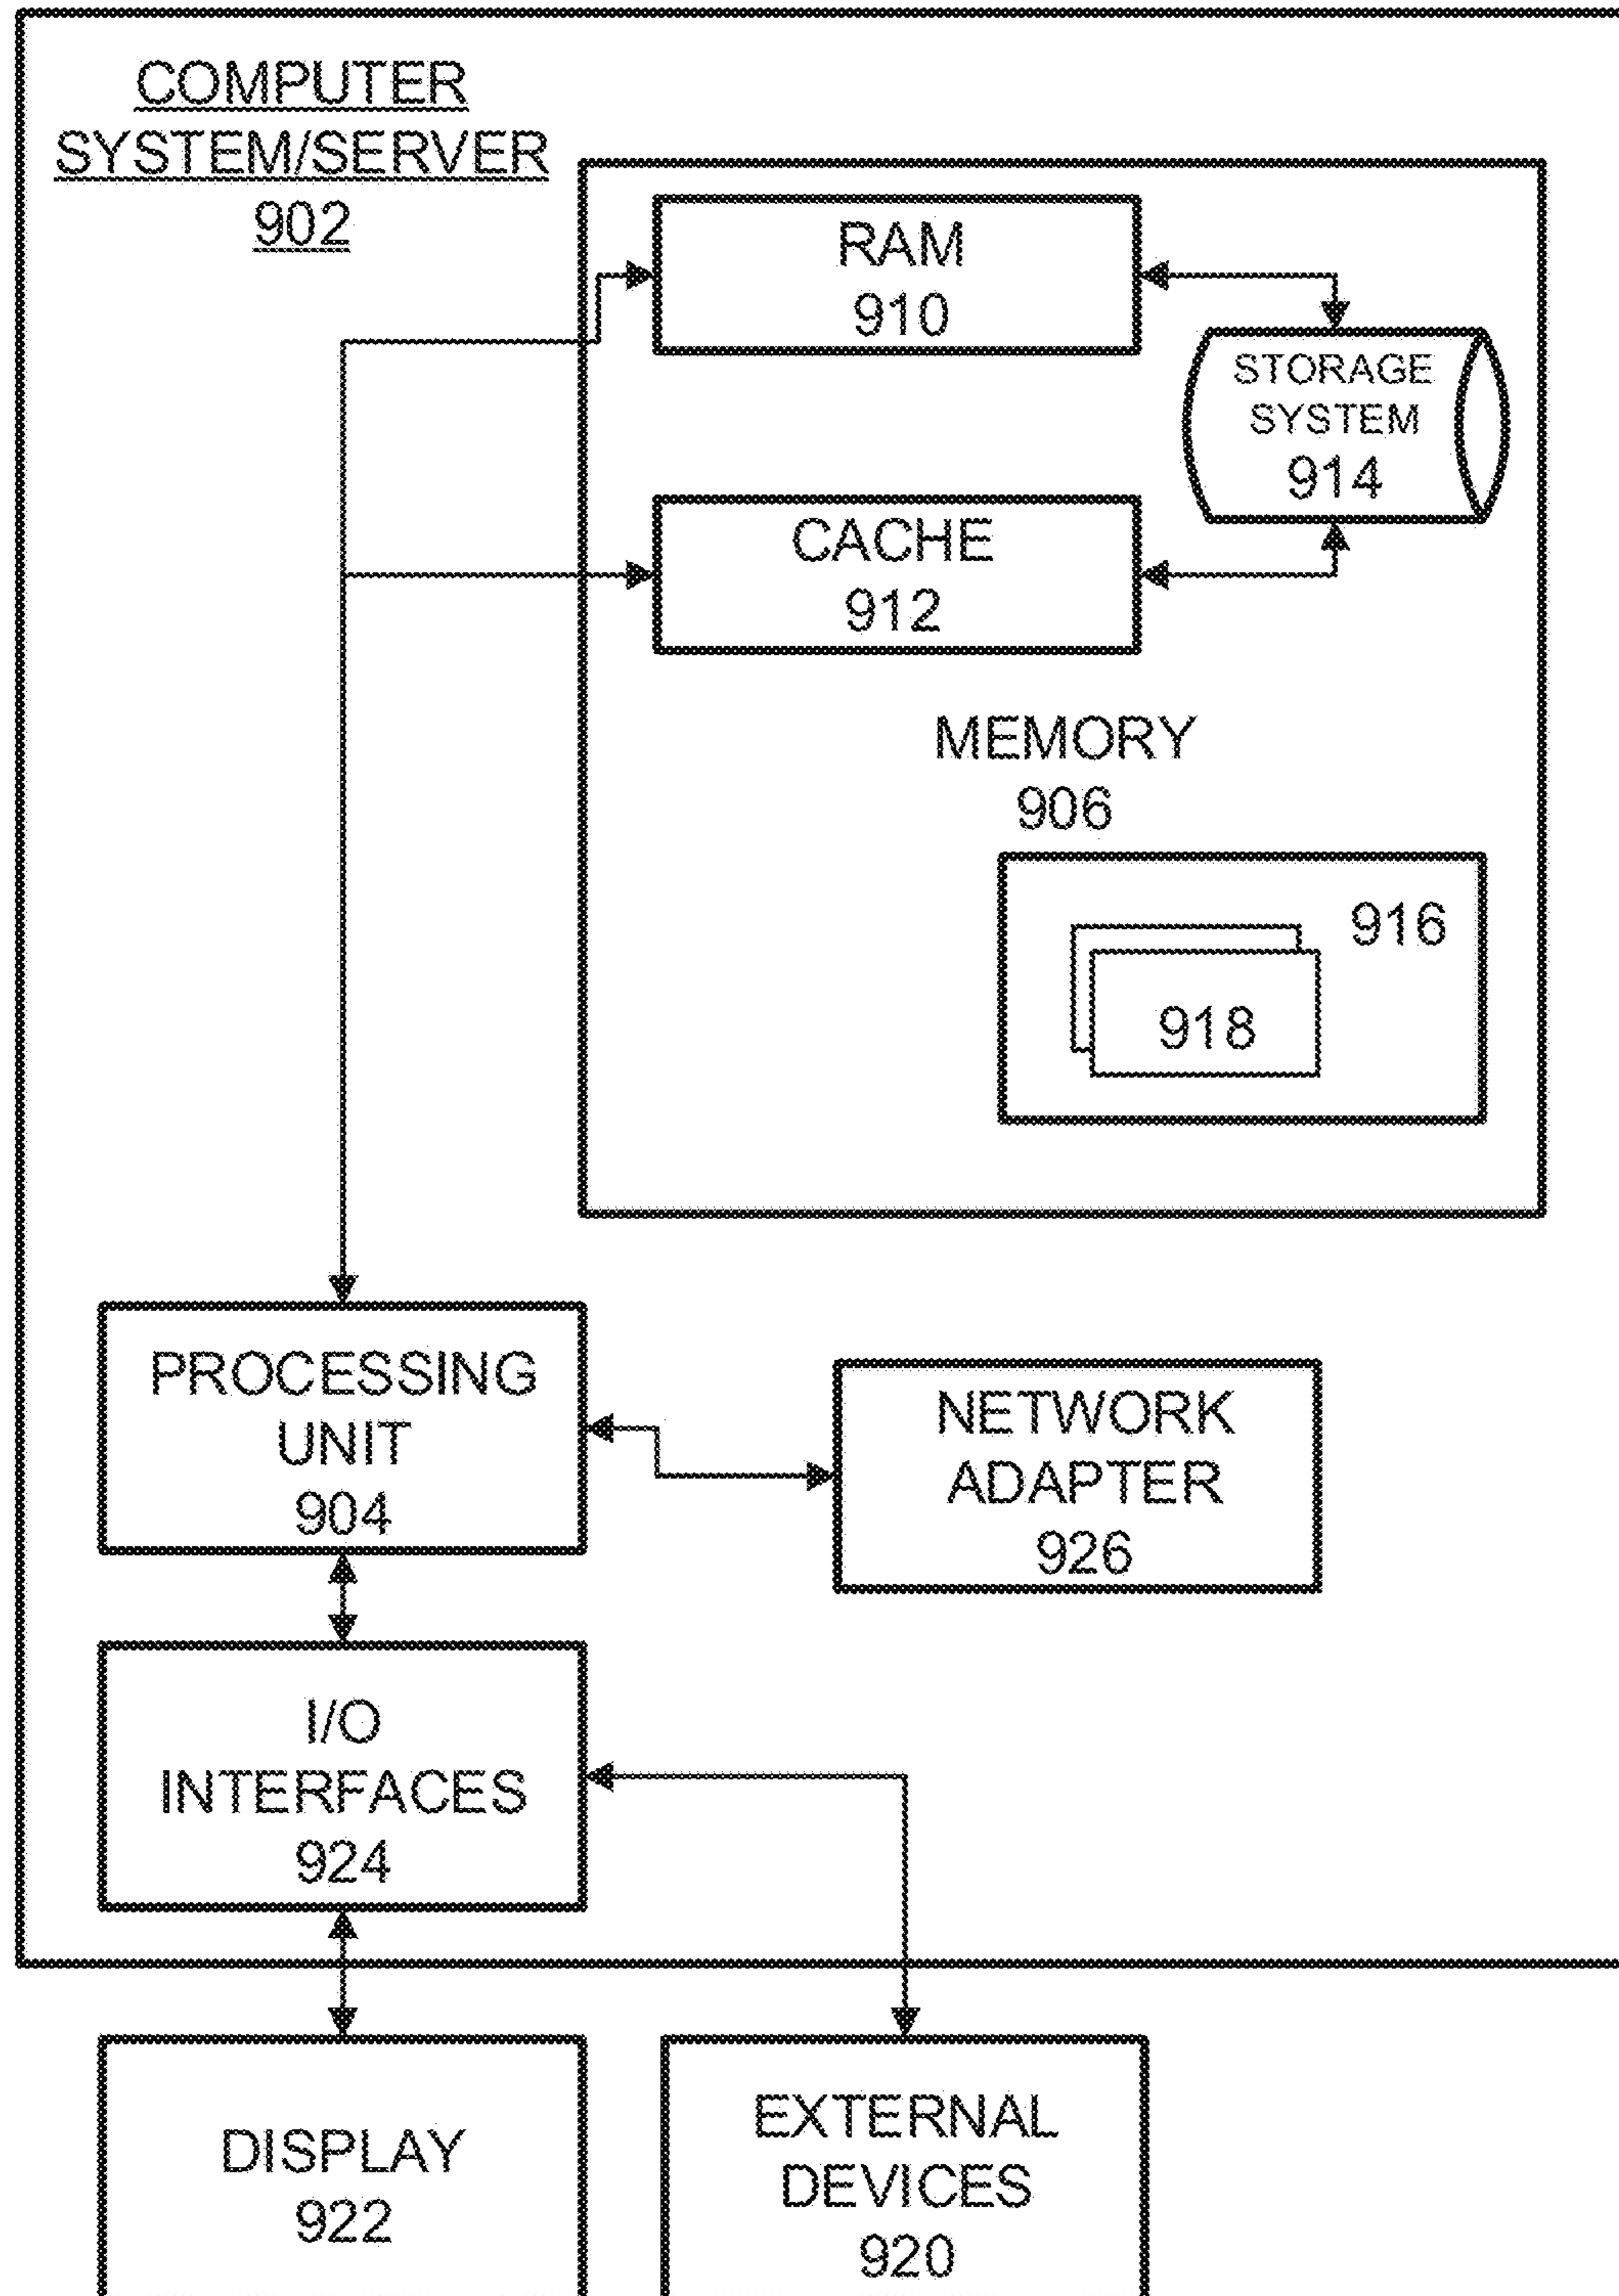 COMPUTER
SYSTEM/SERVER
902
RAM
910
STORAGE
SYSTEM
914
CACHE
912
MEMORY
906
916
918
PROCESSING
UNIT
904
NETWORK
ADAPTER
926
I/O
INTERFACES
924
DISPLAY
922
EXTERNAL
DEVICES
920